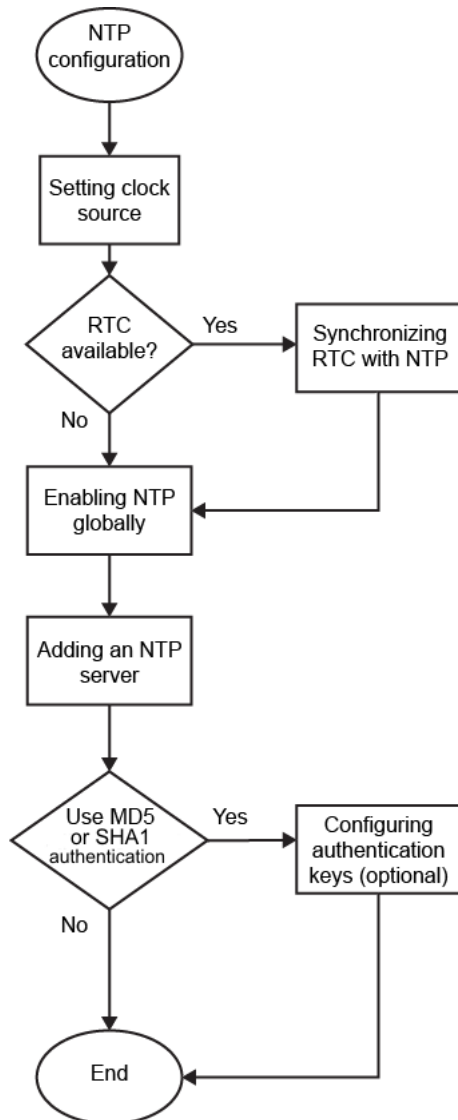 NTP
configuration
Setting clock
source
RTC
available?
Yes
Synchronizing
RTC with NTP
No
Enabling NTP
globally
Adding an NTP
server
Use MD5
or SHA1
authentication
Yes
Configuring
authentication
keys (optional)
No
End